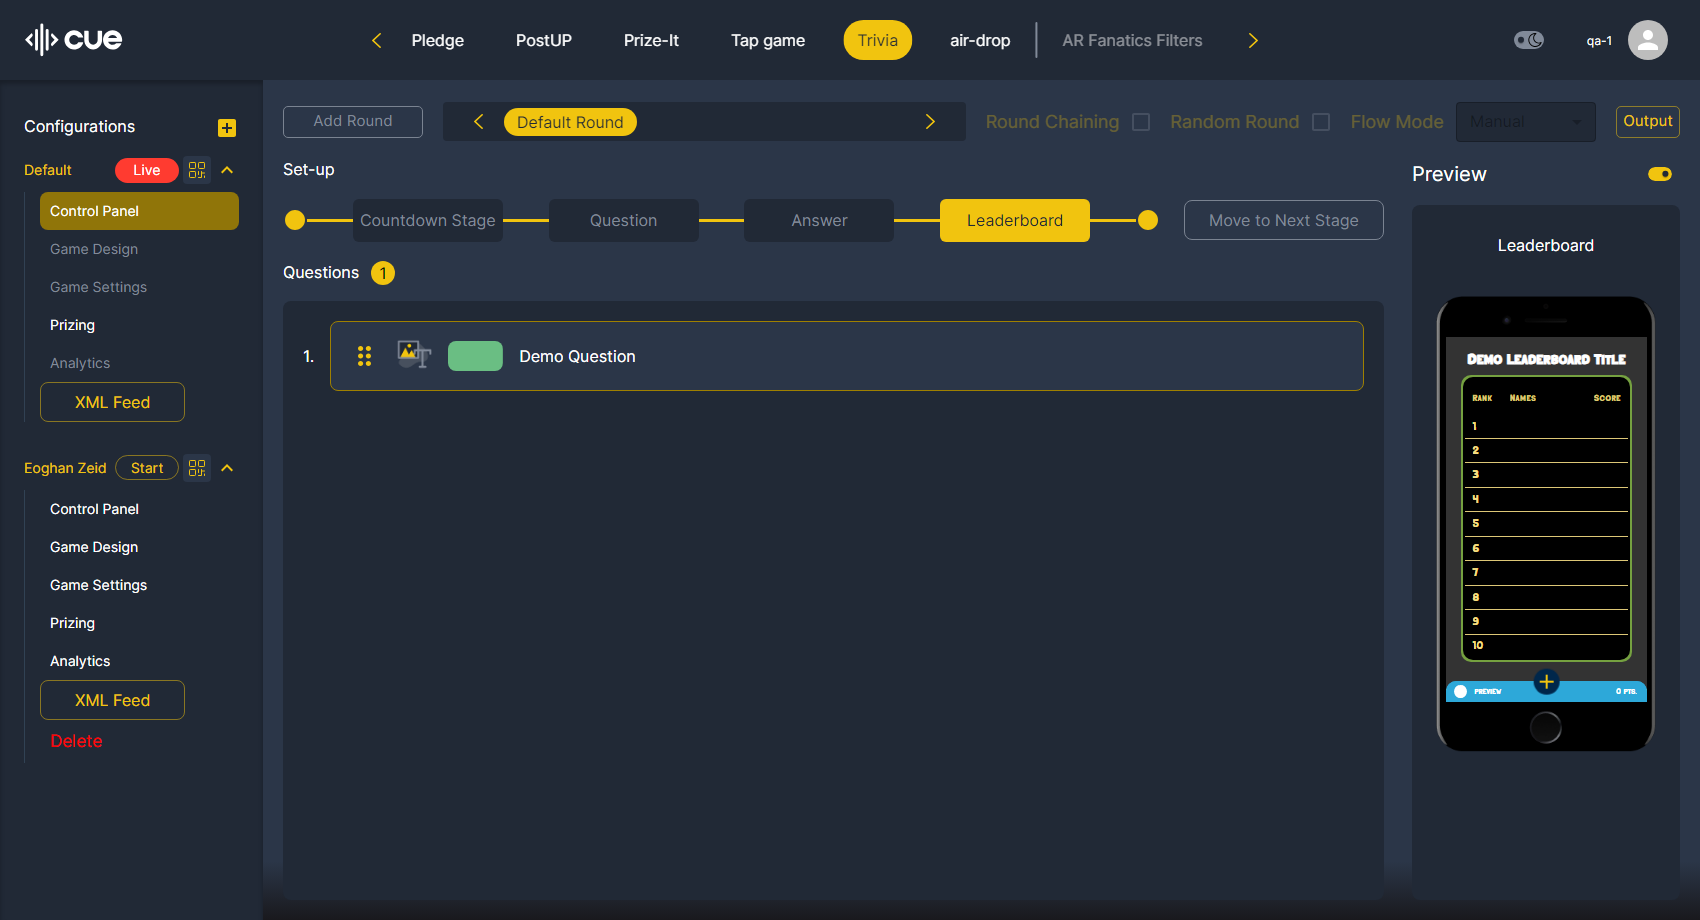 cue
Pledge PostUP Prize-It Tap game Trivia air-drop AR Fanatics Filters
qa-1
Configurations
Default Live
Control Panel
Game Design
Game Settings
Prizing
Analytics
XML Feed
Eoghan Zeid Start
Control Panel
Game Design
Game Settings
Prizing
Analytics
XML Feed
Delete
Add Round Default Round Round Chaining Random Round Flow Mode Manual Output
Set-up
Countdown Stage Question Answer Leaderboard Move to Next Stage
Questions 1
1. Demo Question
Preview
Leaderboard
Demo Leaderboard Title
Rank Names Score
1
2
3
4
5
6
7
8
9
10
PREVIEW 0 PTS.